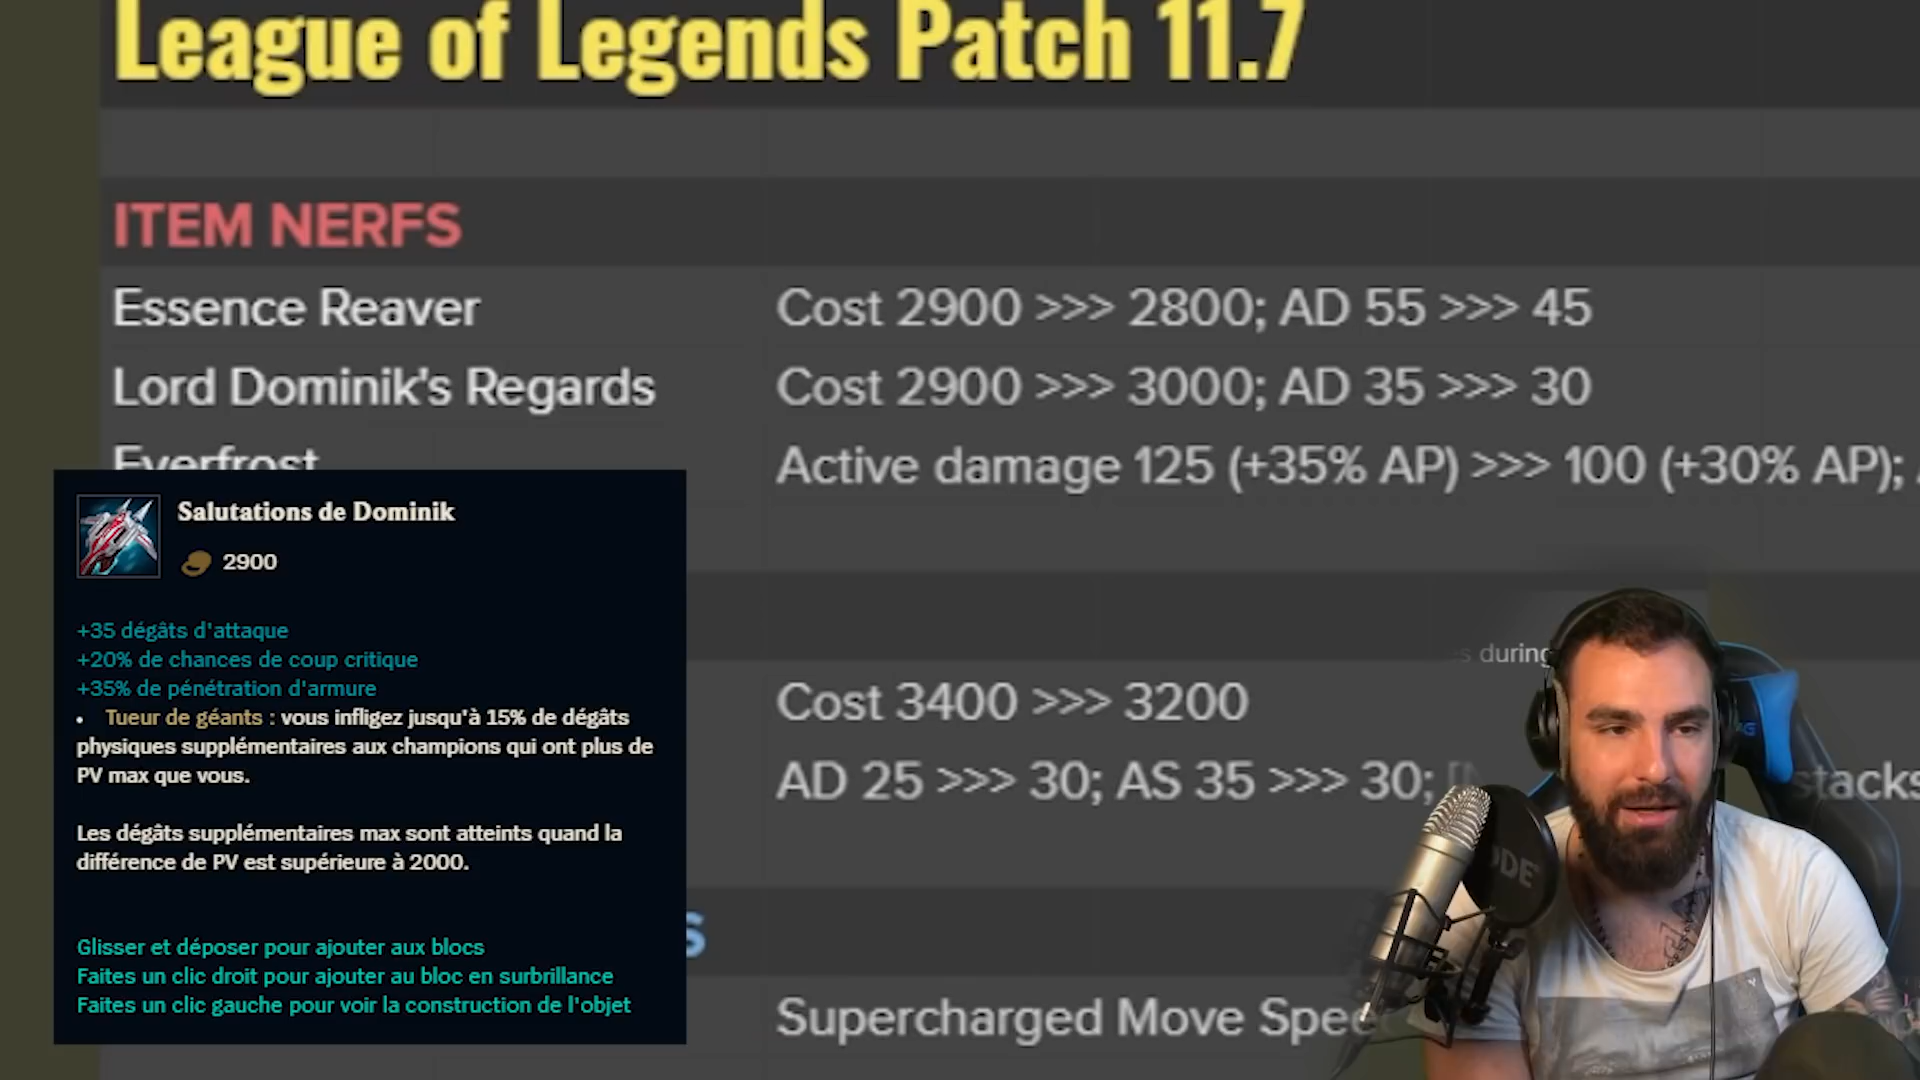 League of Legends Patch 11.7
ITEM NERFS
Essence Reaver
Cost 2900 >>> 2800; AD 55 >>> 45
Lord Dominik's Regards
Cost 2900 >>> 3000; AD 35 >>> 30
Everfrost
Active damage 125 (+35% AP) >>> 100 (+30% AP);
Salutations de Dominik
2900
+35 dégâts d'attaque
+20% de chances de coup critique
+35% de pénétration d'armure
• Tueur de géants : vous infligez jusqu'à 15% de dégâts
physiques supplémentaires aux champions qui ont plus de
PV max que vous.
Les dégâts supplémentaires max sont atteints quand la
différence de PV est supérieure à 2000.
Glisser et déposer pour ajouter aux blocs
Faites un clic droit pour ajouter au bloc en surbrillance
Faites un clic gauche pour voir la construction de l'objet
during
Cost 3400 >>> 3200
AD 25 >>> 30; AS 35 >>> 30; stacks
Supercharged Move Spee